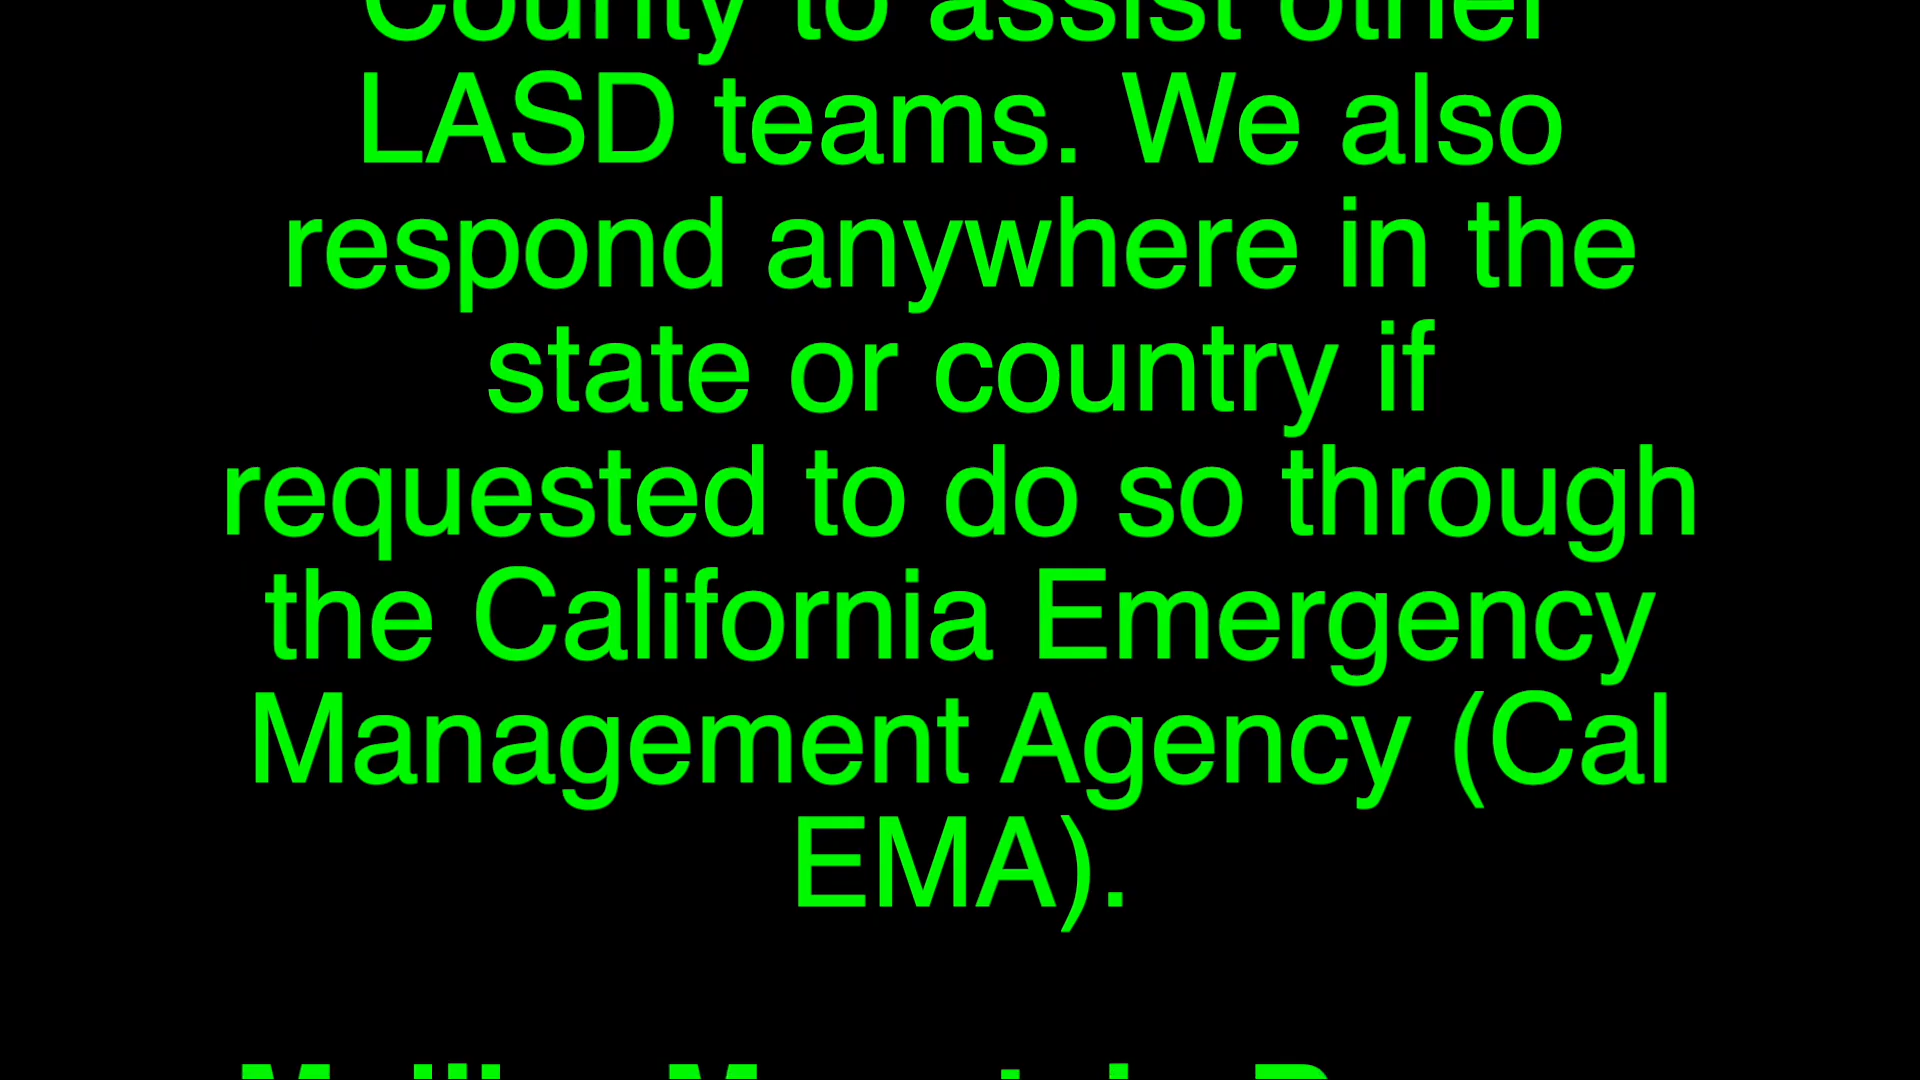 County to assist other
LASD teams. We also
respond anywhere in the
state or country if
requested to do so through
the California Emergency
Management Agency (Cal
EMA).